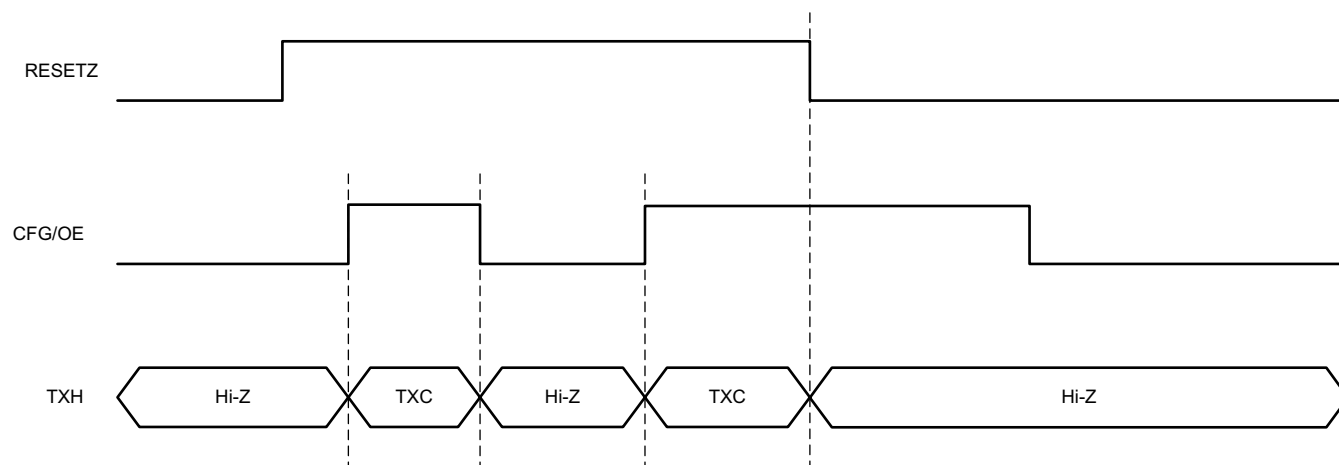 RESETZ
CFG/OE
TXH
Hi-Z
TXC
Hi-Z
TXC
Hi-Z